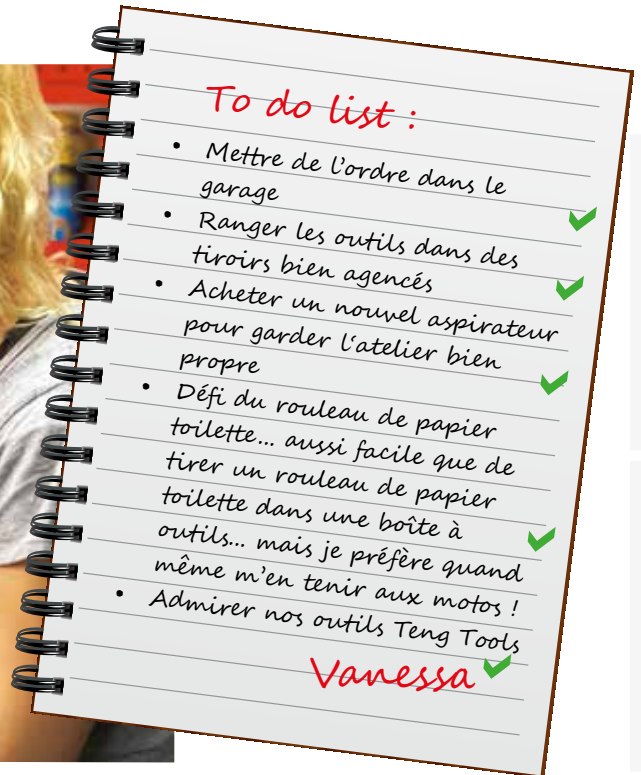 To do list :
• Mettre de l'ordre dans le
garage
• Ranger les outils dans des
tiroirs bien agencés
• Acheter un nouvel aspirateur
pour garder l'atelier bien
propre
• Défi du rouleau de papier
toilette... aussi facile que de
tirer un rouleau de papier
toilette dans une boîte à
outils... mais je préfère quand
même m'en tenir aux motos !
• Admirer nos outils Teng Tools
Vanessa